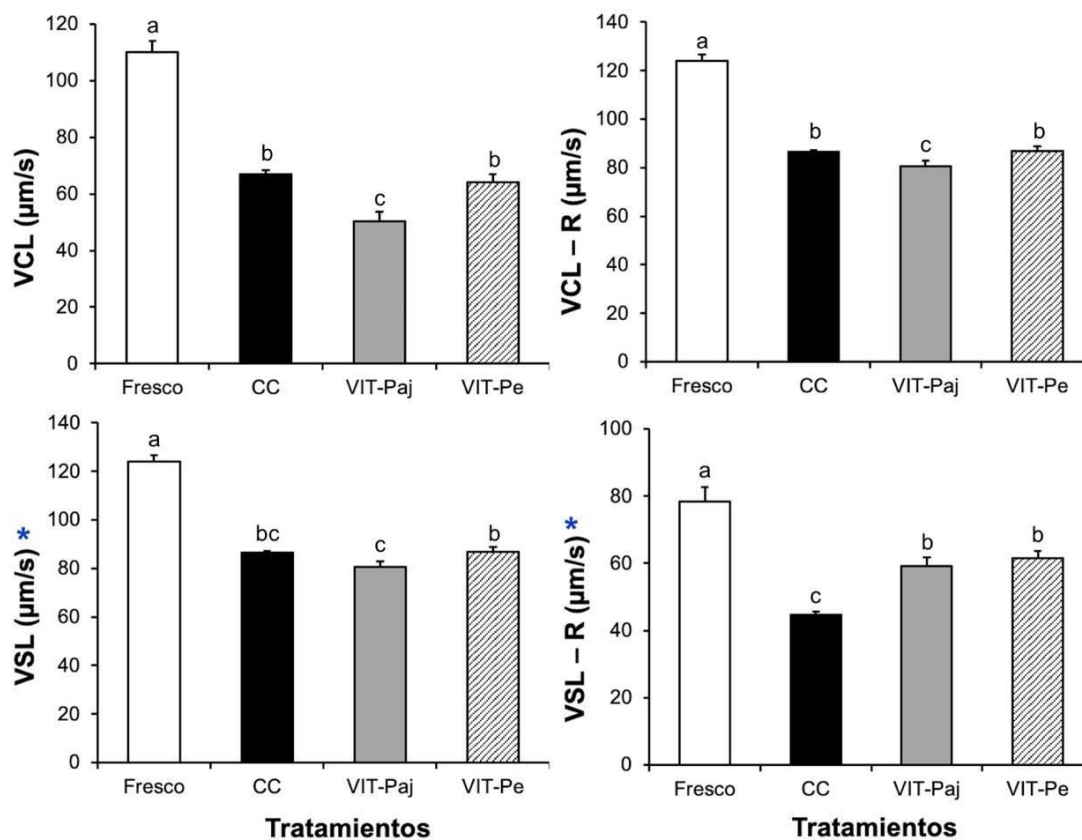 VCL (µm/s)
120
100
80
60
40
20
0
a
b
c
b
Fresco CC VIT-Paj VIT-Pe
VCL – R (µm/s)
140
120
100
80
60
40
20
0
a
b
c
b
Fresco CC VIT-Paj VIT-Pe
VSL (µm/s) *
140
120
100
80
60
40
20
0
a
bc
c
b
Fresco CC VIT-Paj VIT-Pe
Tratamientos
VSL – R (µm/s) *
100
80
60
40
20
0
a
c
b
b
Fresco CC VIT-Paj VIT-Pe
Tratamientos